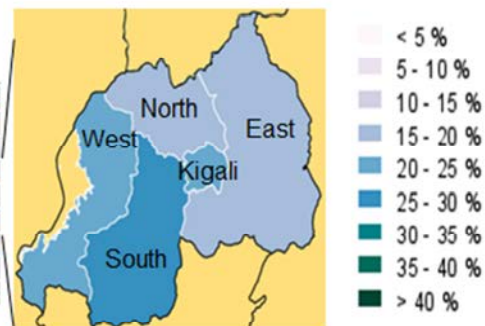 North
East
West
Kigali
South
< 5 %
5 - 10 %
10 - 15 %
15 - 20 %
20 - 25 %
25 - 30 %
30 - 35 %
35 - 40 %
> 40 %